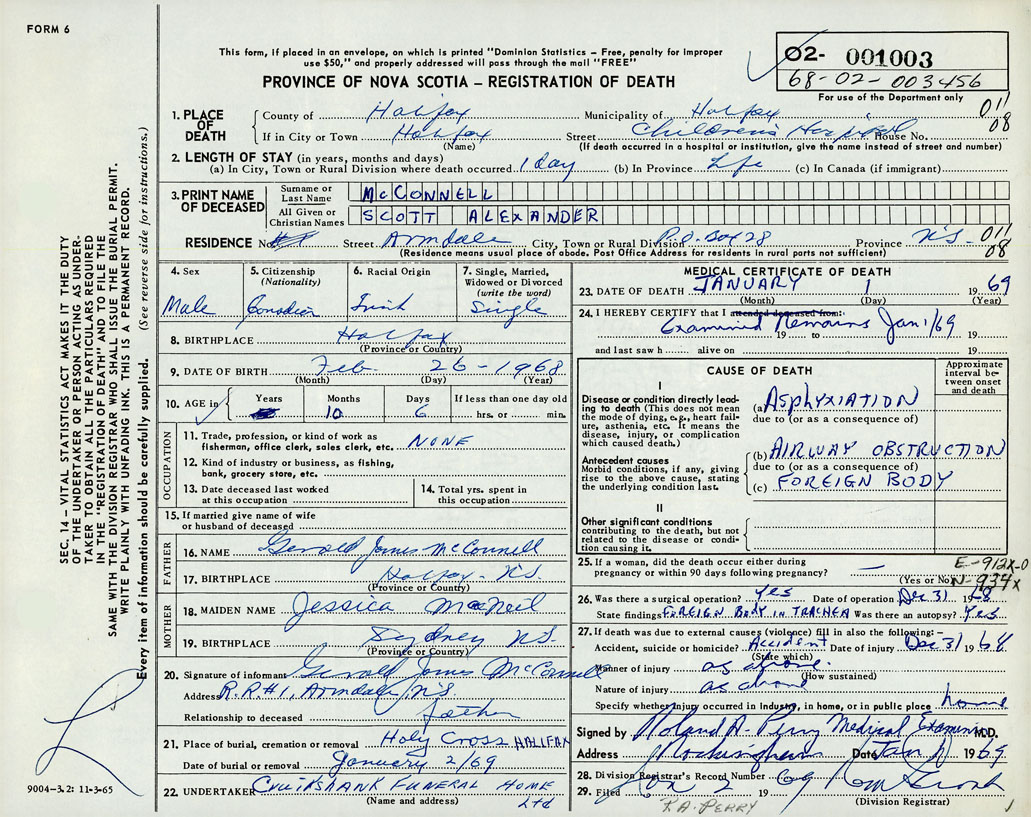 FORM 6
This form, if placed in an envelope, on which is printed "Dominion Statistics – Free, penalty for improper
use $50," and properly addressed will pass through the mail "FREE"
PROVINCE OF NOVA SCOTIA – REGISTRATION OF DEATH
02- 001003
68-02-003456
For use of the Department only
1. PLACE OF DEATH
County of Halifax Municipality of Halifax 011
If in City or Town Halifax Street Children's Hospital House No. 08
(Name) (If death occurred in a hospital or institution, give the name instead of street and number)
2. LENGTH OF STAY (in years, months and days)
(a) In City, Town or Rural Division where death occurred 1 day (b) In Province Life (c) In Canada (if immigrant)
3. PRINT NAME OF DECEASED
Surname or Last Name McCONNELL
All Given or Christian Names SCOTT ALEXANDER
RESIDENCE No. Street Armdale City, Town or Rural Division P.O. Box 28 Province N.S. 011
(Residence means usual place of abode. Post Office Address for residents in rural parts not sufficient) 08
4. Sex
Male
5. Citizenship
(Nationality)
Canadian
6. Racial Origin
Irish
7. Single, Married,
Widowed or Divorced
(write the word)
Single
8. BIRTHPLACE Halifax
(Province or Country)
9. DATE OF BIRTH Feb. 26 - 1968
(Month) (Day) (Year)
10. AGE in Years Months Days If less than one day old
10 6 hrs. or min.
OCCUPATION
11. Trade, profession, or kind of work as
fisherman, office clerk, sales clerk, etc. NONE
12. Kind of industry or business, as fishing,
bank, grocery store, etc.
13. Date deceased last worked
at this occupation
14. Total yrs. spent in
this occupation
15. If married give name of wife
or husband of deceased
FATHER
16. NAME Gerald James McConnell
17. BIRTHPLACE Halifax - N.S.
(Province or Country)
MOTHER
18. MAIDEN NAME Jessica MacNeil
19. BIRTHPLACE Sydney N.S.
(Province or Country)
20. Signature of informant Gerald James McConnell
Address R.R#1, Armdale, N.S.
Relationship to deceased father
21. Place of burial, cremation or removal Holy Cross HALIFAX
Date of burial or removal January 2/69
22. UNDERTAKER Cruikshank Funeral Home Ltd
(Name and address)
MEDICAL CERTIFICATE OF DEATH
23. DATE OF DEATH JANUARY 1 1969
(Month) (Day) (Year)
24. I HEREBY CERTIFY that I attended deceased from:
Examined Remains Jan 1/69
19 to 19
and last saw h alive on 19
CAUSE OF DEATH
Approximate interval between onset and death
I
Disease or condition directly leading
to death (This does not mean
the mode of dying, e.g., heart failure,
asthenia, etc. It means the
disease, injury, or complication
which caused death.)
(a) ASPHYXIATION
due to (or as a consequence of)
Antecedent causes
Morbid conditions, if any, giving
rise to the above cause, stating
the underlying condition last.
(b) AIRWAY OBSTRUCTION
due to (or as a consequence of)
(c) FOREIGN BODY
II
Other significant conditions
contributing to the death, but not
related to the disease or condition
causing it.
25. If a woman, did the death occur either during
pregnancy or within 90 days following pregnancy? —
(Yes or No)
E-912X-0
N-934X
26. Was there a surgical operation? Yes Date of operation Dec 31 1968
State findings FOREIGN BODY IN TRACHEA Was there an autopsy? Yes
27. If death was due to external causes (violence) fill in also the following:-
Accident, suicide or homicide? Accident Date of injury Dec 31 1968
(State which)
Manner of injury as above.
(How sustained)
Nature of injury as above
Specify whether injury occurred in Industry, in home, or in public place home
Signed by Roland A. Perry Medical Examiner M.D.
Address Rockingham Date Jan 1 1969
28. Division Registrar's Record Number
29. Filed Jan 2 1969
(Division Registrar)
R.A. PERRY
SEC. 14 – VITAL STATISTICS ACT MAKES IT THE DUTY
OF THE UNDERTAKER OR PERSON ACTING AS UNDERTAKER
TO OBTAIN ALL THE PARTICULARS REQUIRED
IN THE "REGISTRATION OF DEATH" AND TO FILE THE
SAME WITH THE DIVISION REGISTRAR WHO SHALL ISSUE THE BURIAL PERMIT.
WRITE PLAINLY WITH UNFADING INK. THIS IS A PERMANENT RECORD.
Every item of information should be carefully supplied. (See reverse side for instructions.)
9004-3.2: 11-3-65